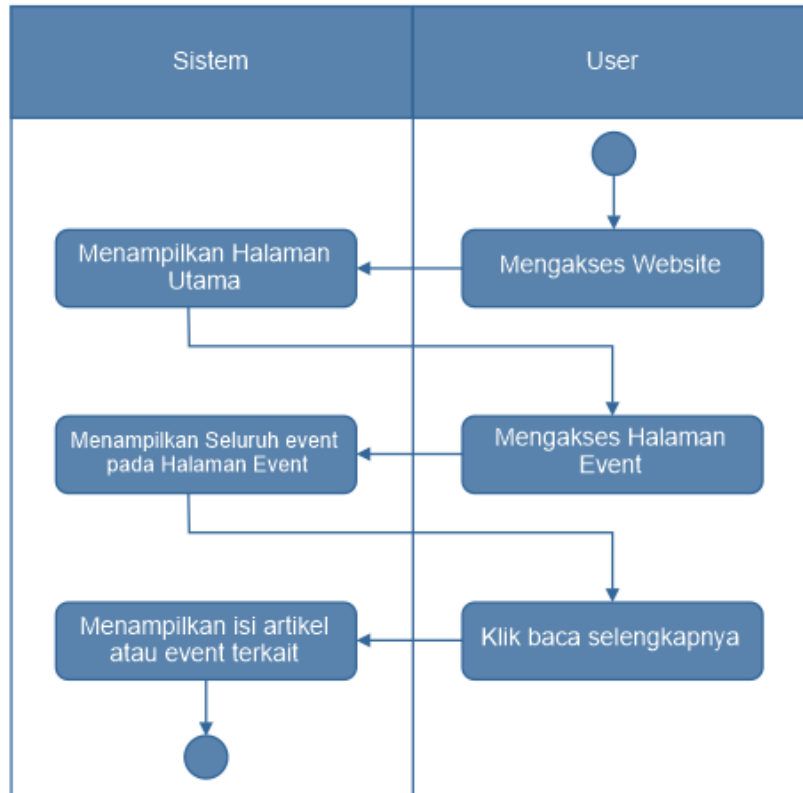 Sistem
User
Menampilkan Halaman
Utama
Mengakses Website
Menampilkan Seluruh event
pada Halaman Event
Mengakses Halaman
Event
Menampilkan isi artikel
atau event terkait
Klik baca selengkapnya